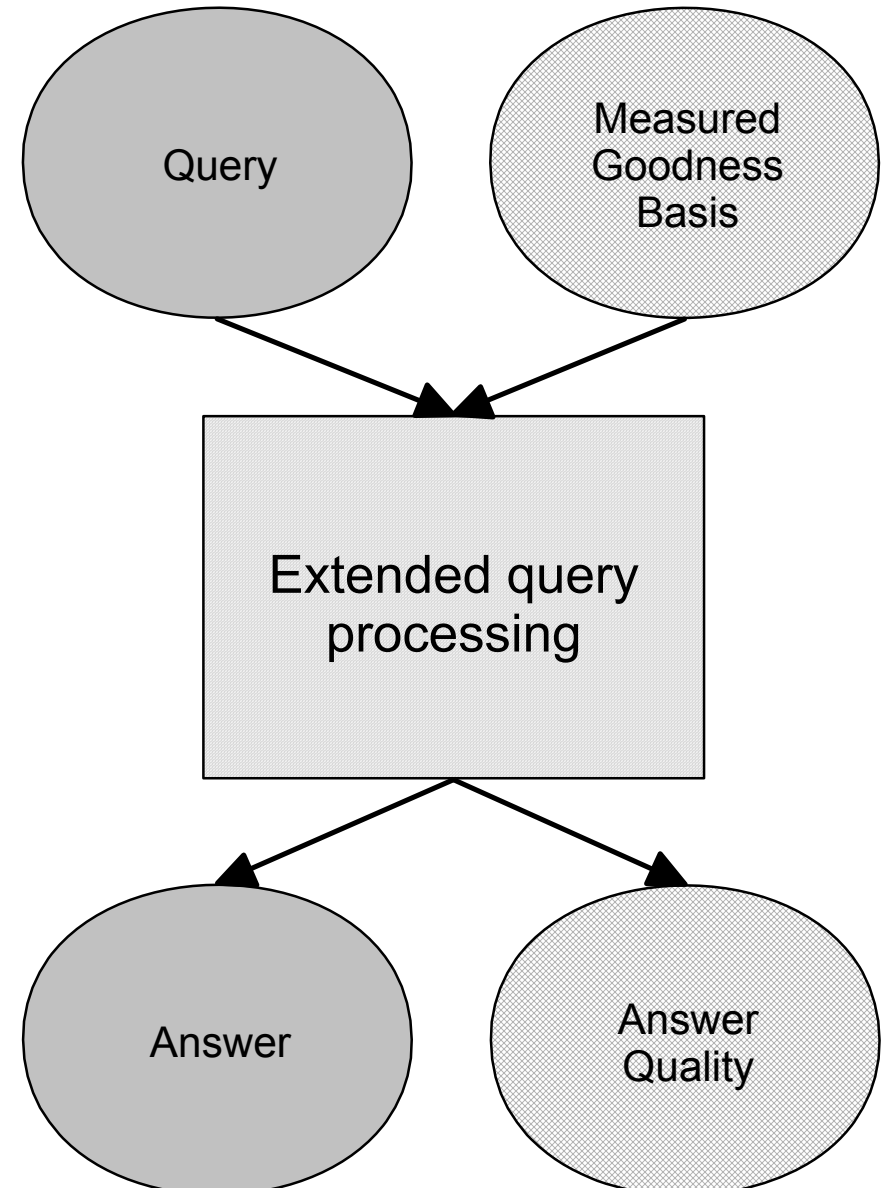 Query
Measured
Goodness
Basis
Extended query
processing
Answer
Answer
Quality